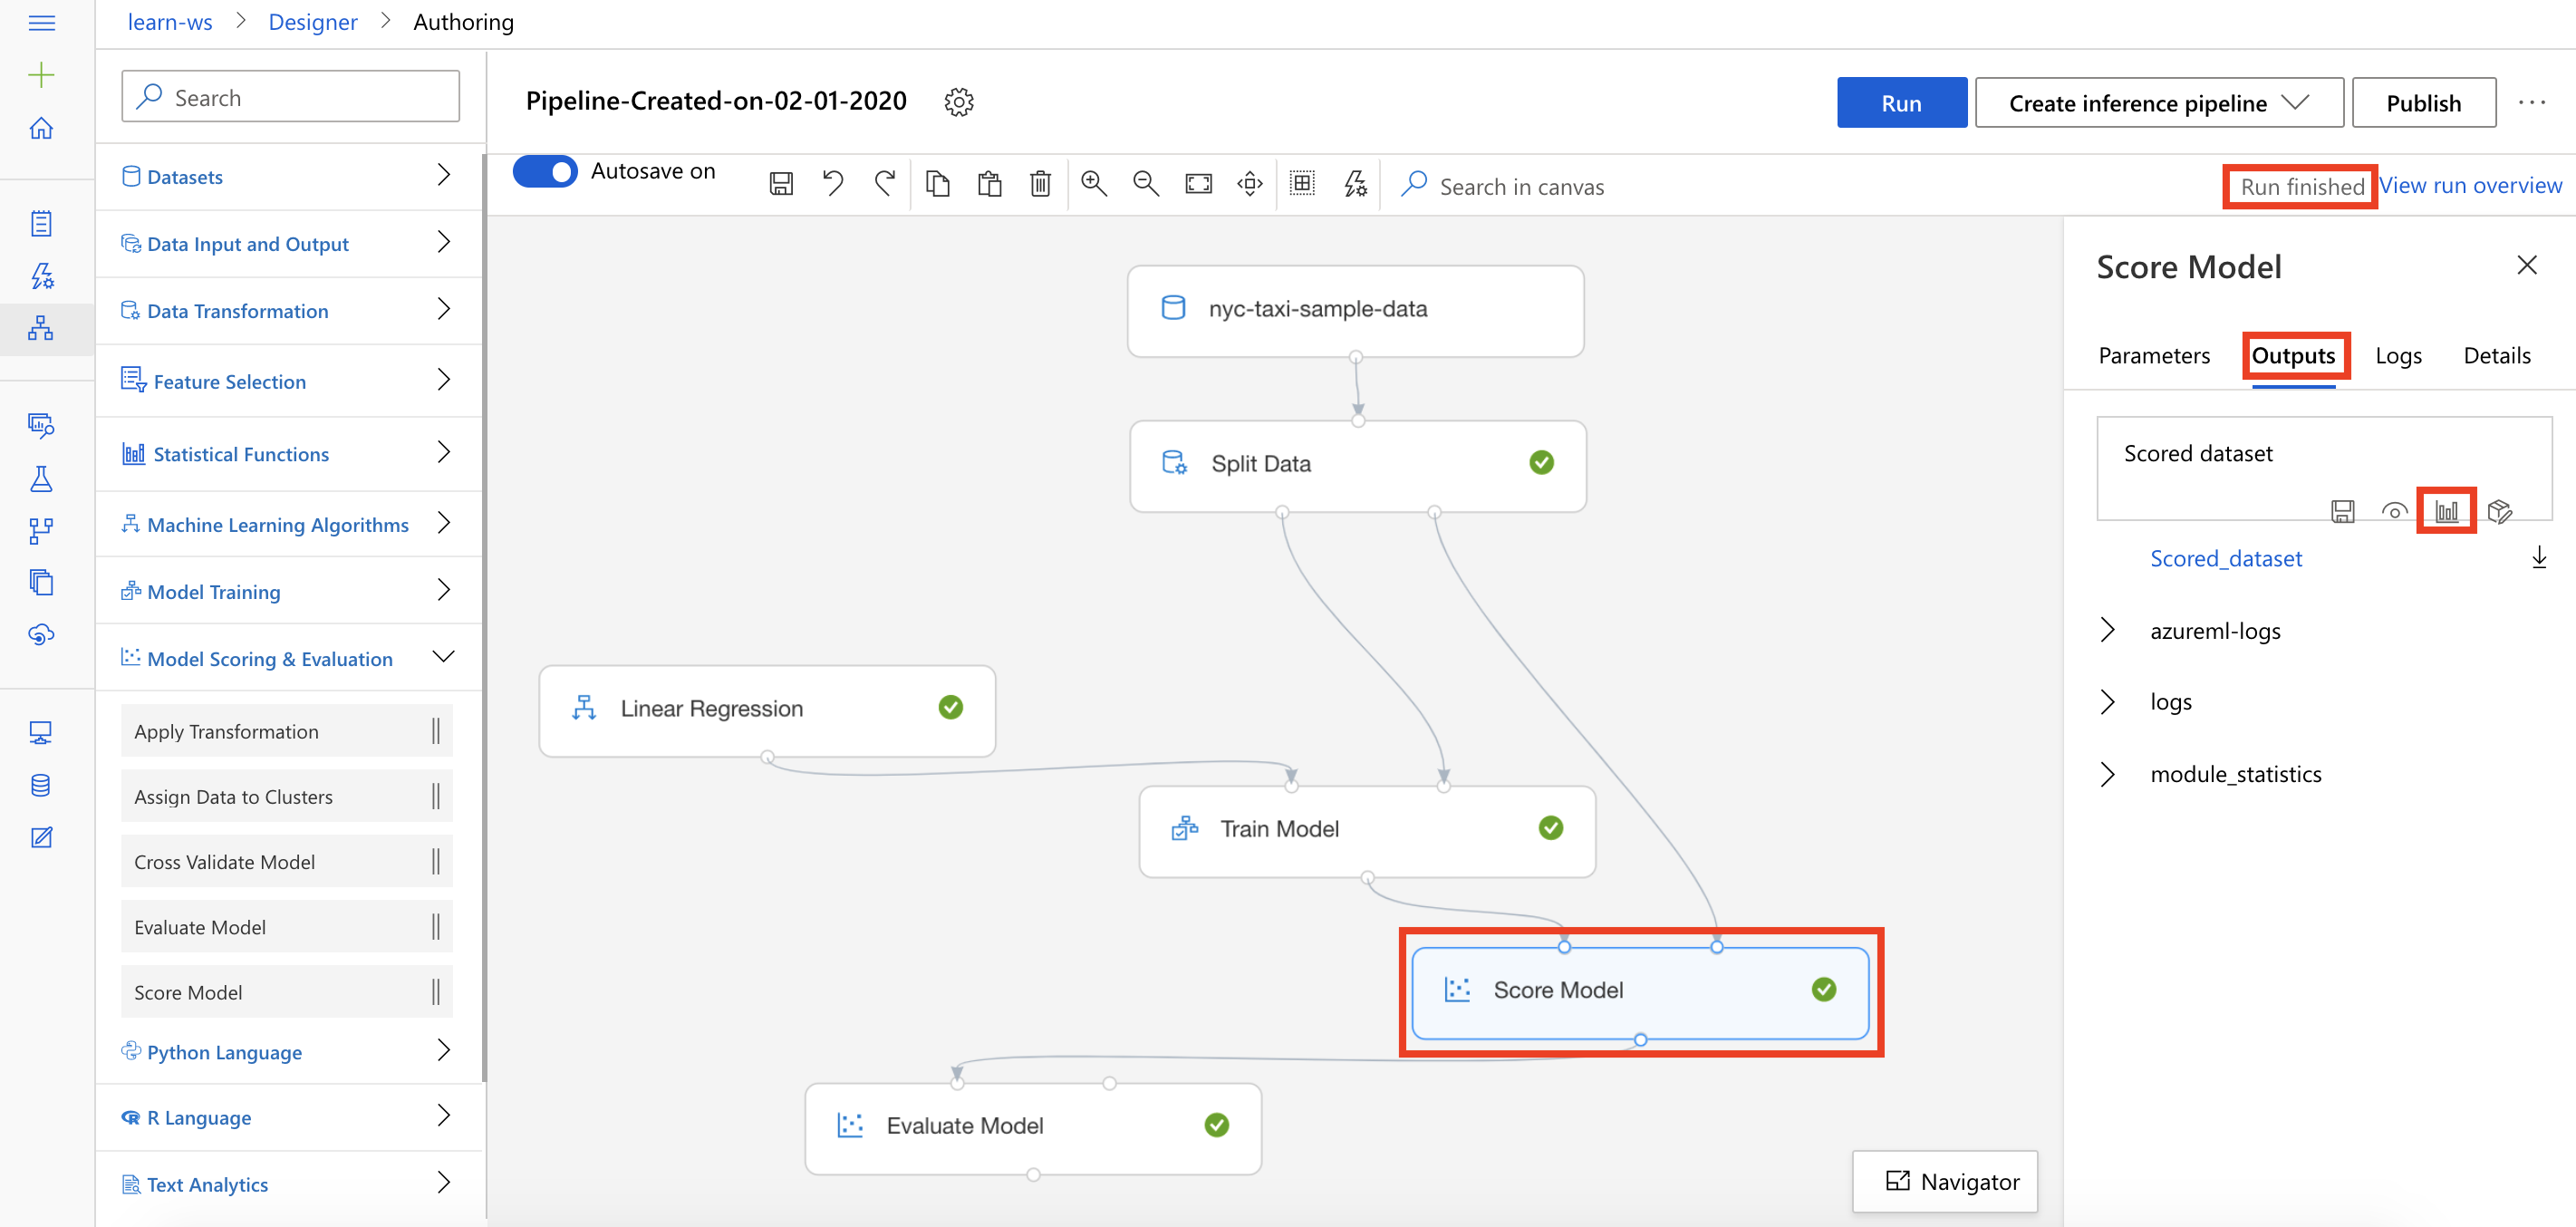 learn-ws > Designer > Authoring
Search
Datasets
Data Input and Output
Data Transformation
Feature Selection
Statistical Functions
Machine Learning Algorithms
Model Training
Model Scoring & Evaluation
Apply Transformation
Assign Data to Clusters
Cross Validate Model
Evaluate Model
Score Model
Python Language
R Language
Text Analytics
Pipeline-Created-on-02-01-2020
Run
Create inference pipeline
Publish
Autosave on
Search in canvas
Run finished View run overview
nyc-taxi-sample-data
Split Data
Linear Regression
Train Model
Score Model
Evaluate Model
Navigator
Score Model
Parameters Outputs Logs Details
Scored dataset
Scored_dataset
azureml-logs
logs
module_statistics